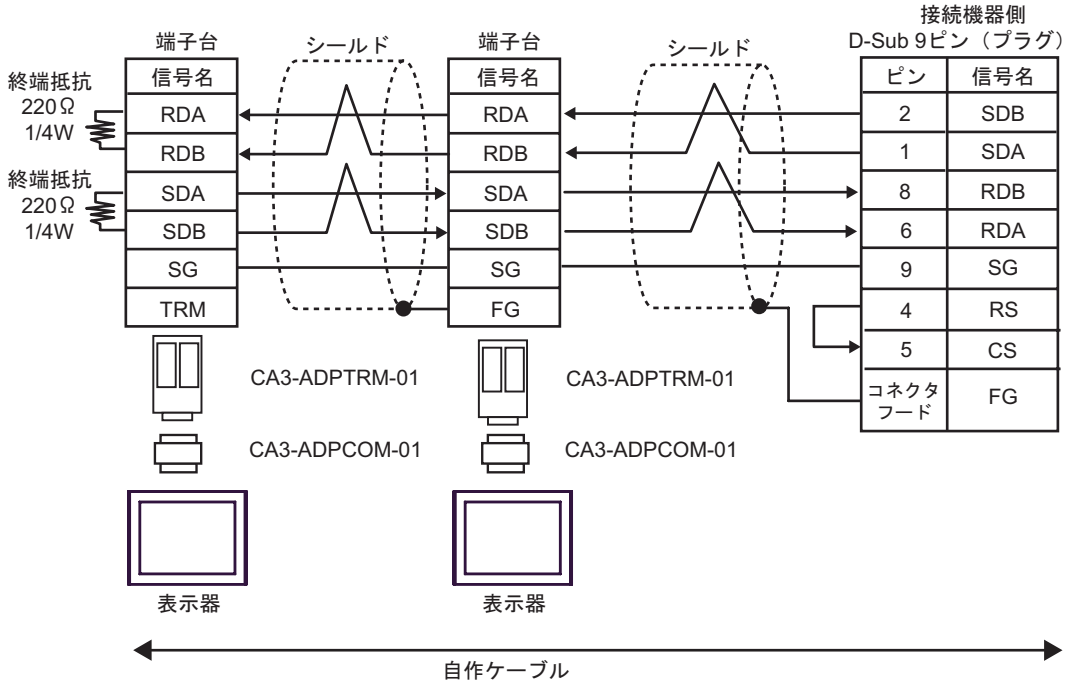 接続機器側
D-Sub 9ピン（プラグ）
端子台
シールド
端子台
シールド
終端抵抗
220Ω
1/4W
終端抵抗
220Ω
1/4W
信号名
RDA
RDB
SDA
SDB
SG
TRM
信号名
RDA
RDB
SDA
SDB
SG
FG
ピン 信号名
2 SDB
1 SDA
8 RDB
6 RDA
9 SG
4 RS
5 CS
コネクタ
フード
FG
CA3-ADPTRM-01
CA3-ADPTRM-01
CA3-ADPCOM-01
CA3-ADPCOM-01
表示器
表示器
自作ケーブル